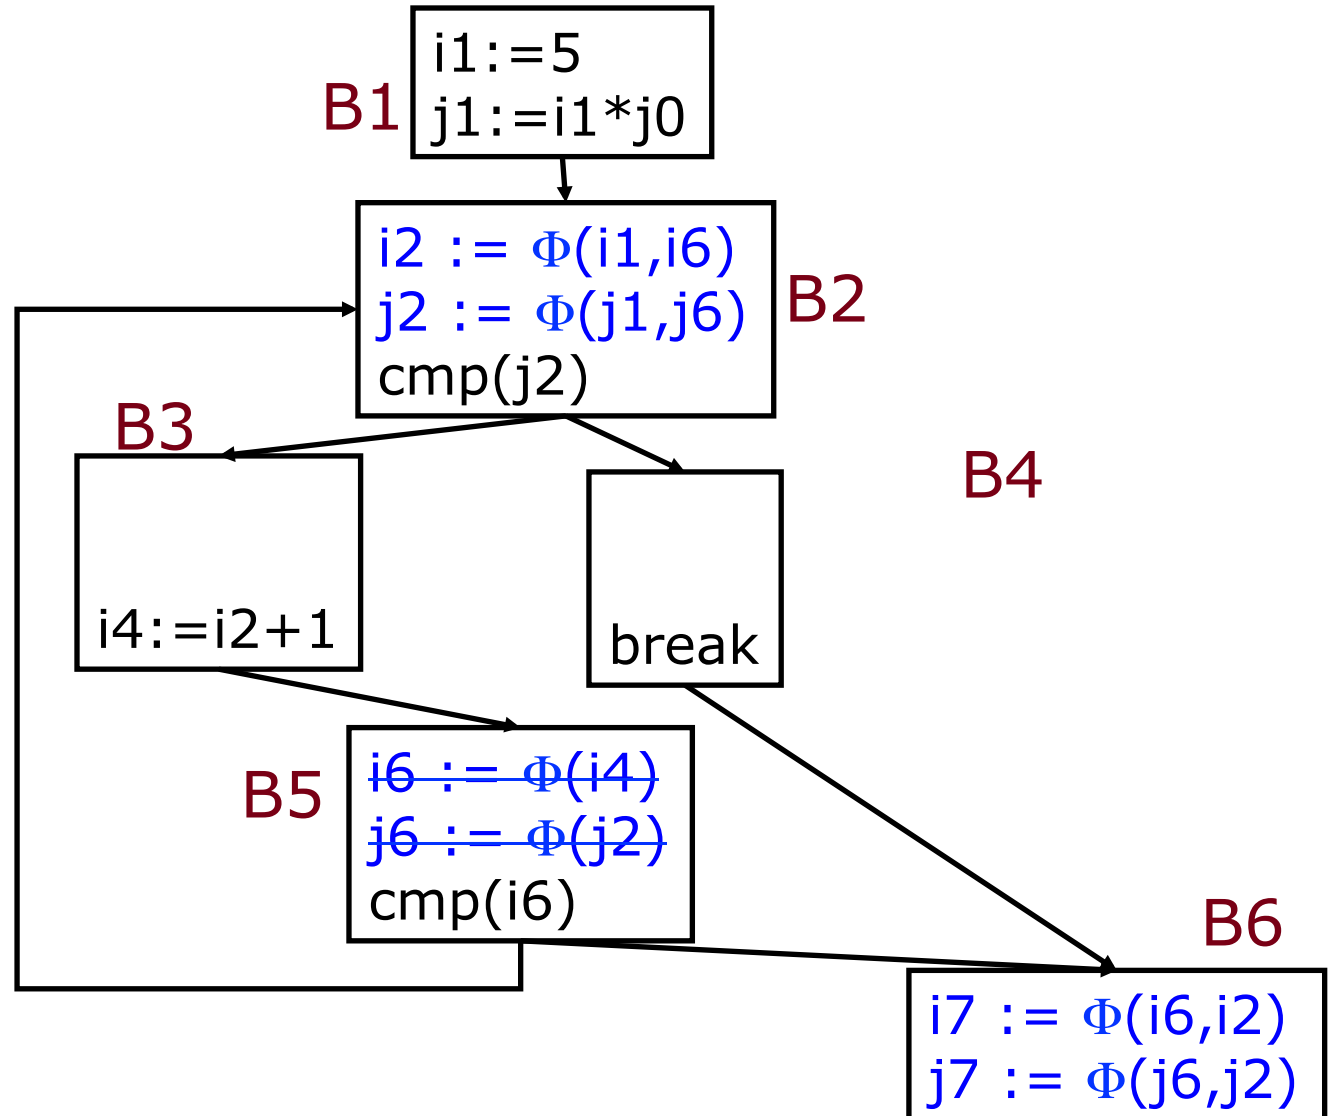 i1:=5
B1
j1:=i1*j0
i2 := Φ(i1,i6)
j2 := Φ(j1,j6)
B2
cmp(j2)
B3
B4
i4:=i2+1
break
i6 := Φ(i4)
B5
j6 := Φ(j2)
cmp(i6)
B6
i7 := Φ(i6,i2)
j7 := Φ(j6,j2)